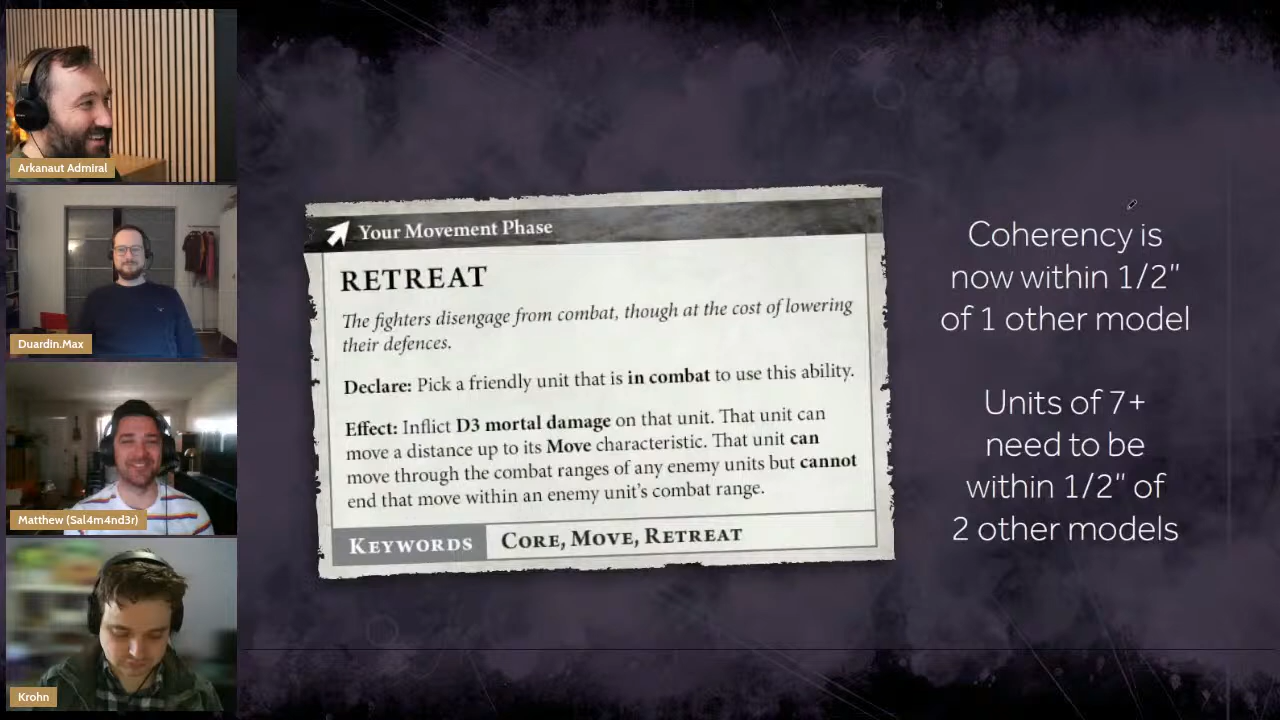 Arkanaut Admiral
Duardin.Max
Matthew (Sal4m4nd3r)
Krohn
Your Movement Phase
RETREAT
The fighters disengage from combat, though at the cost of lowering
their defences.
Declare: Pick a friendly unit that is in combat to use this ability.
Effect: Inflict D3 mortal damage on that unit. That unit can
move a distance up to its Move characteristic. That unit can
move through the combat ranges of any enemy units but cannot
end that move within an enemy unit's combat range.
KEYWORDS CORE, MOVE, RETREAT
Coherency is
now within 1/2"
of 1 other model
Units of 7+
need to be
within 1/2" of
2 other models